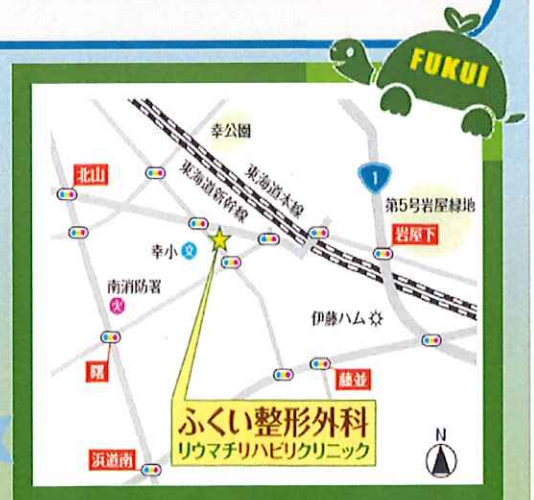 FUKUI
幸公園
東海道本線
東海道新幹線
北山
1
第5号岩屋緑地
岩屋下
幸小
文
南消防署
火
伊藤ハム
曙
藤並
ふくい整形外科
リウマチリハビリクリニック
浜道南
N